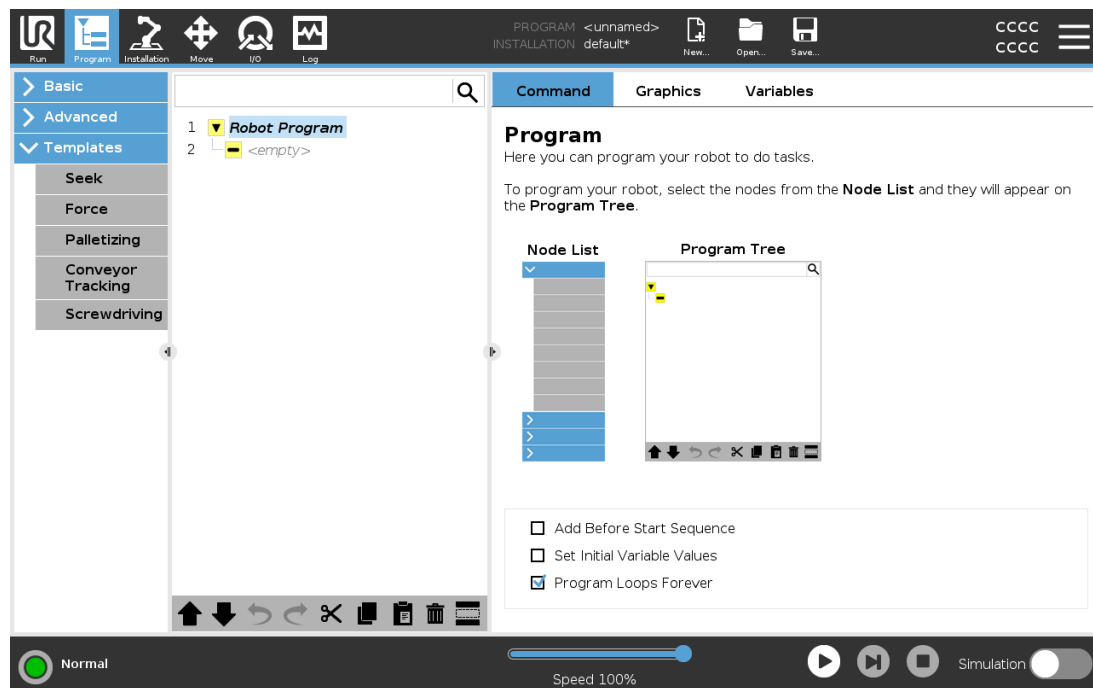 PROGRAM <unnamed>
INSTALLATION default*
CCCC
CCCC
Run Program Installation Move I/O Log New... Open... Save...
Basic
Advanced
Templates
Seek
Force
Palletizing
Conveyor
Tracking
Screwdriving
1 Robot Program
2 <empty>
Command Graphics Variables
Program
Here you can program your robot to do tasks.
To program your robot, select the nodes from the Node List and they will appear on
the Program Tree.
Node List Program Tree
Add Before Start Sequence
Set Initial Variable Values
Program Loops Forever
Normal
Speed 100%
Simulation